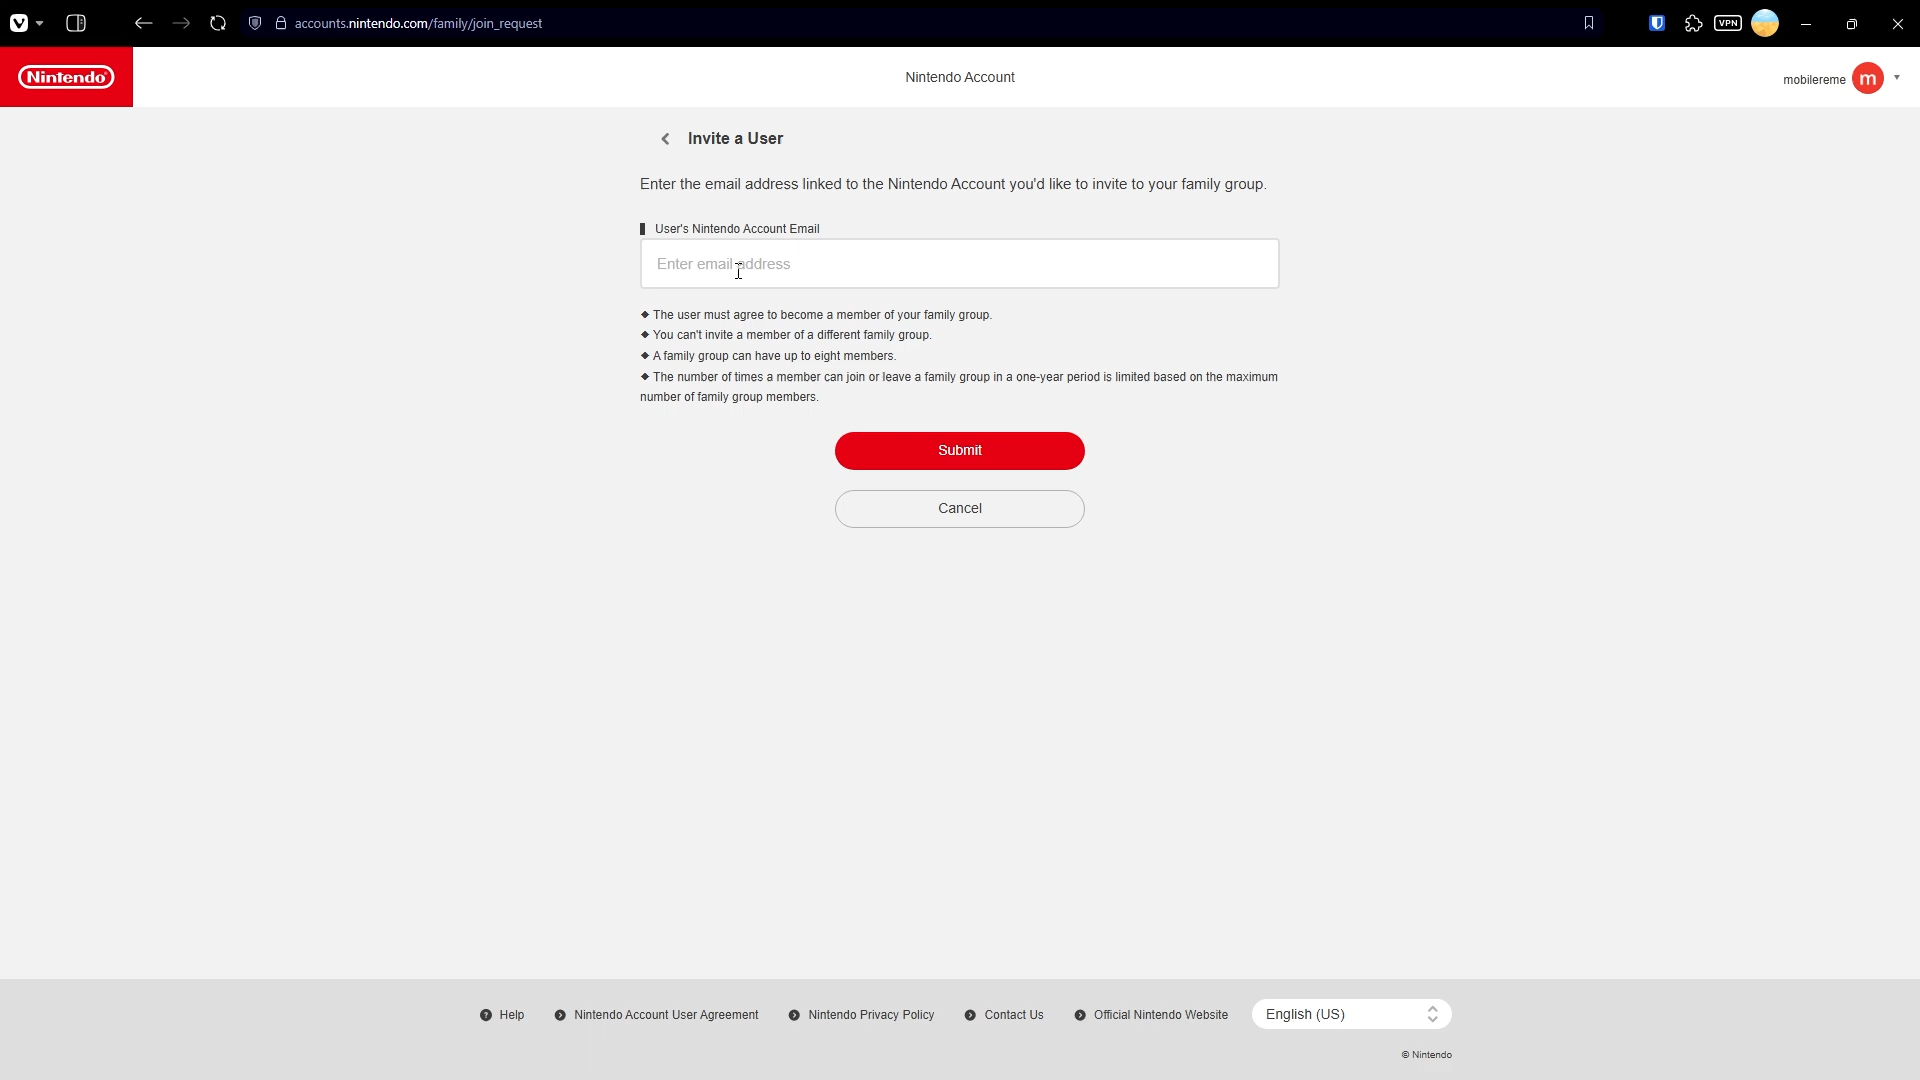 accounts.nintendo.com/family/join_request
VPN
Nintendo
Nintendo Account
mobilereme
m
Invite a User
Enter the email address linked to the Nintendo Account you'd like to invite to your family group.
User's Nintendo Account Email
Enter email address
◆ The user must agree to become a member of your family group.
◆ You can't invite a member of a different family group.
◆ A family group can have up to eight members.
◆ The number of times a member can join or leave a family group in a one-year period is limited based on the maximum
number of family group members.
Submit
Cancel
Help
Nintendo Account User Agreement
Nintendo Privacy Policy
Contact Us
Official Nintendo Website
English (US)
© Nintendo